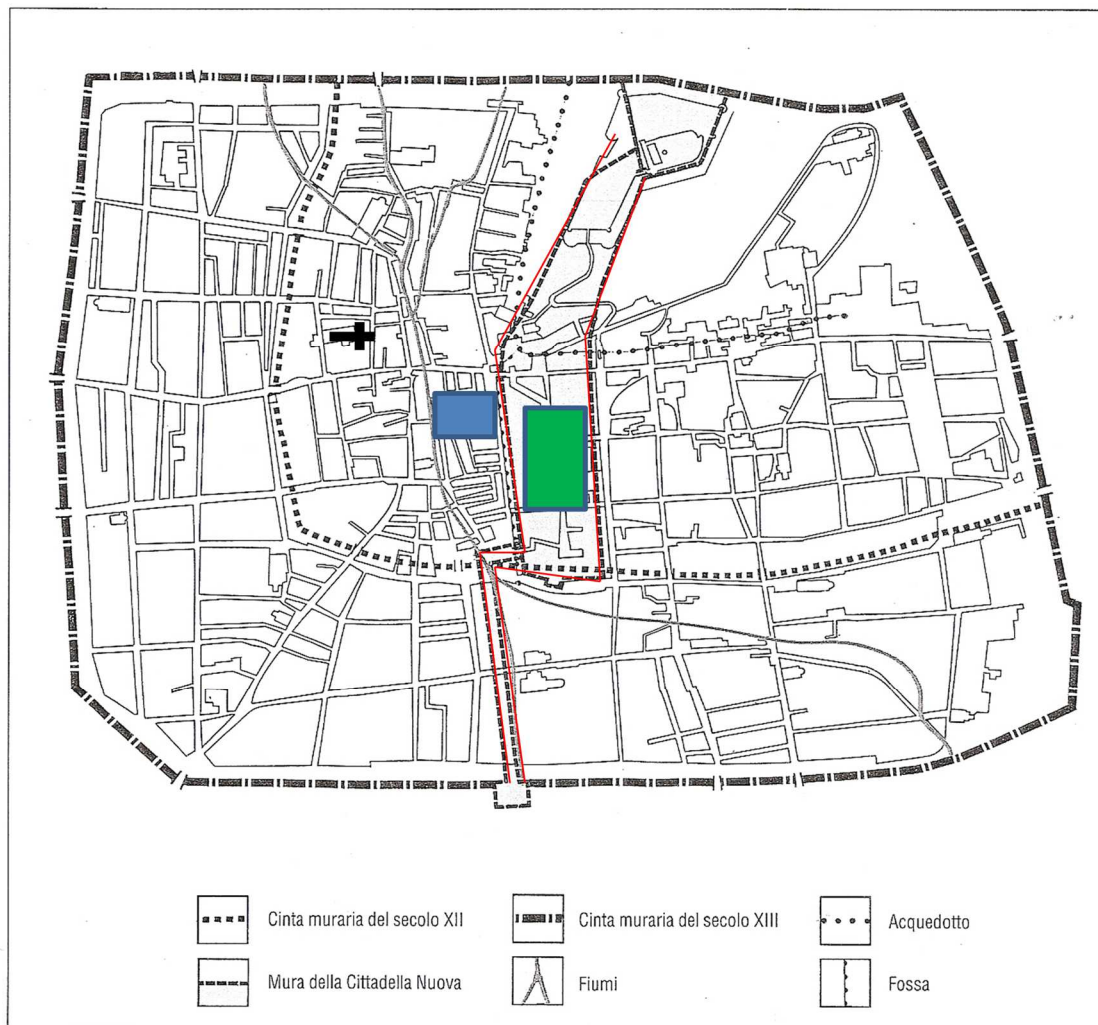 Cinta muraria del secolo XII
Cinta muraria del secolo XIII
Acquedotto
Mura della Cittadella Nuova
Fiumi
Fossa